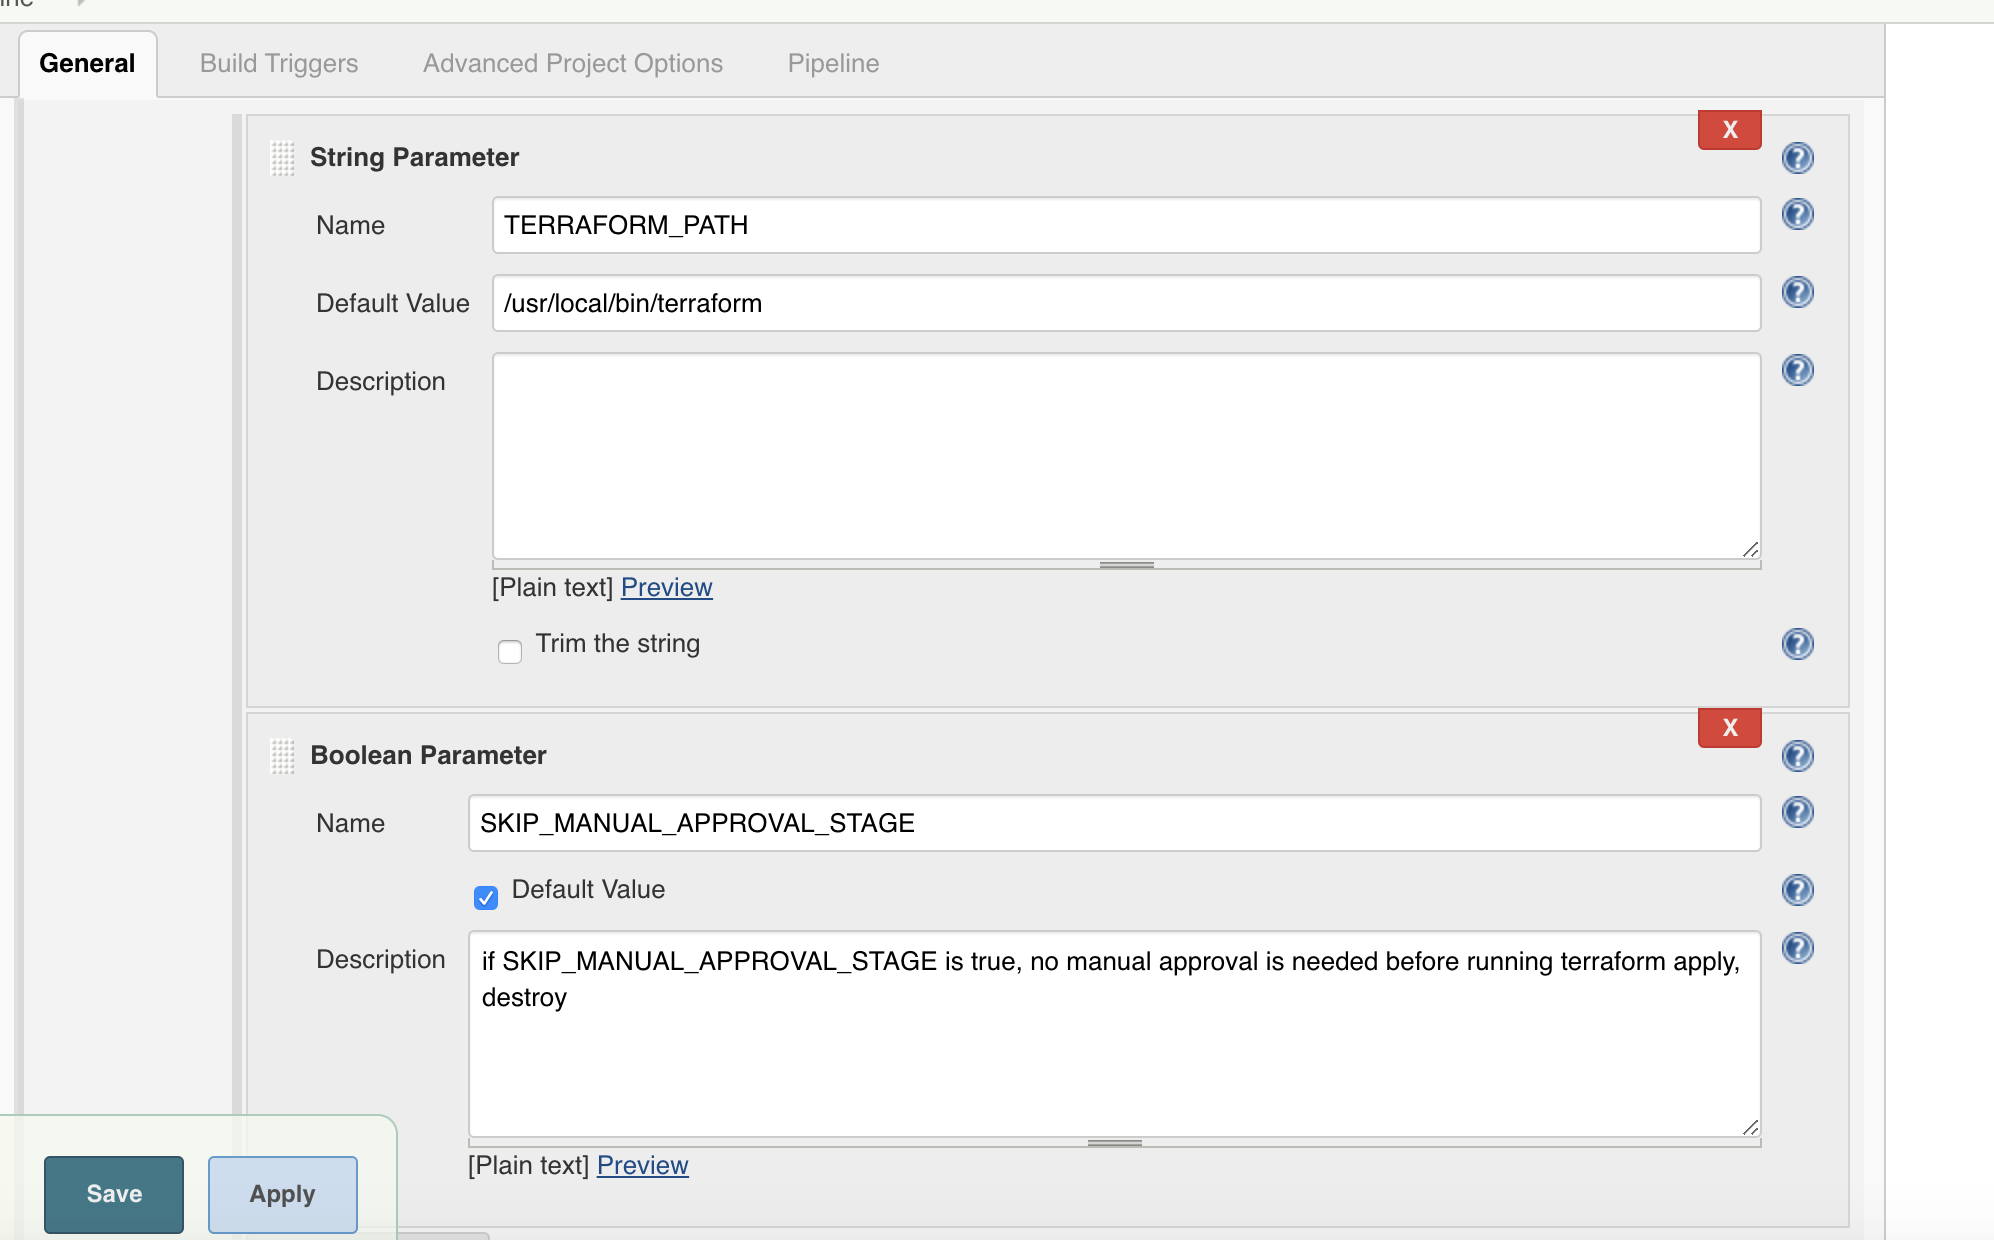 General
Build Triggers
Advanced Project Options
Pipeline
X
String Parameter
Name
TERRAFORM_PATH
Default Value
/usr/local/bin/terraform
Description
[Plain text] Preview
Trim the string
X
Boolean Parameter
Name
SKIP_MANUAL_APPROVAL_STAGE
Default Value
Description
if SKIP_MANUAL_APPROVAL_STAGE is true, no manual approval is needed before running terraform apply,
destroy
[Plain text] Preview
Save
Apply